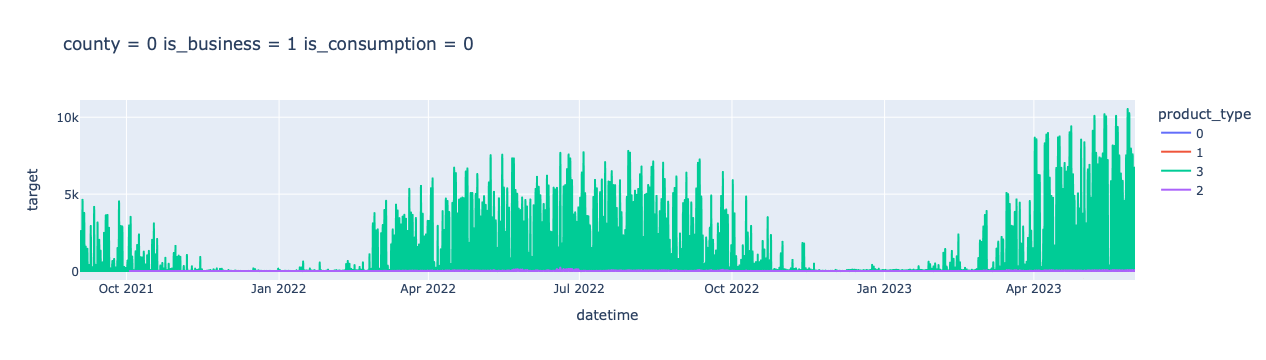 county = 0 is_business = 1 is_consumption = 0
product_type
0
1
3
2
target
10k
5k
0
Oct 2021 Jan 2022 Apr 2022 Jul 2022 Oct 2022 Jan 2023 Apr 2023
datetime